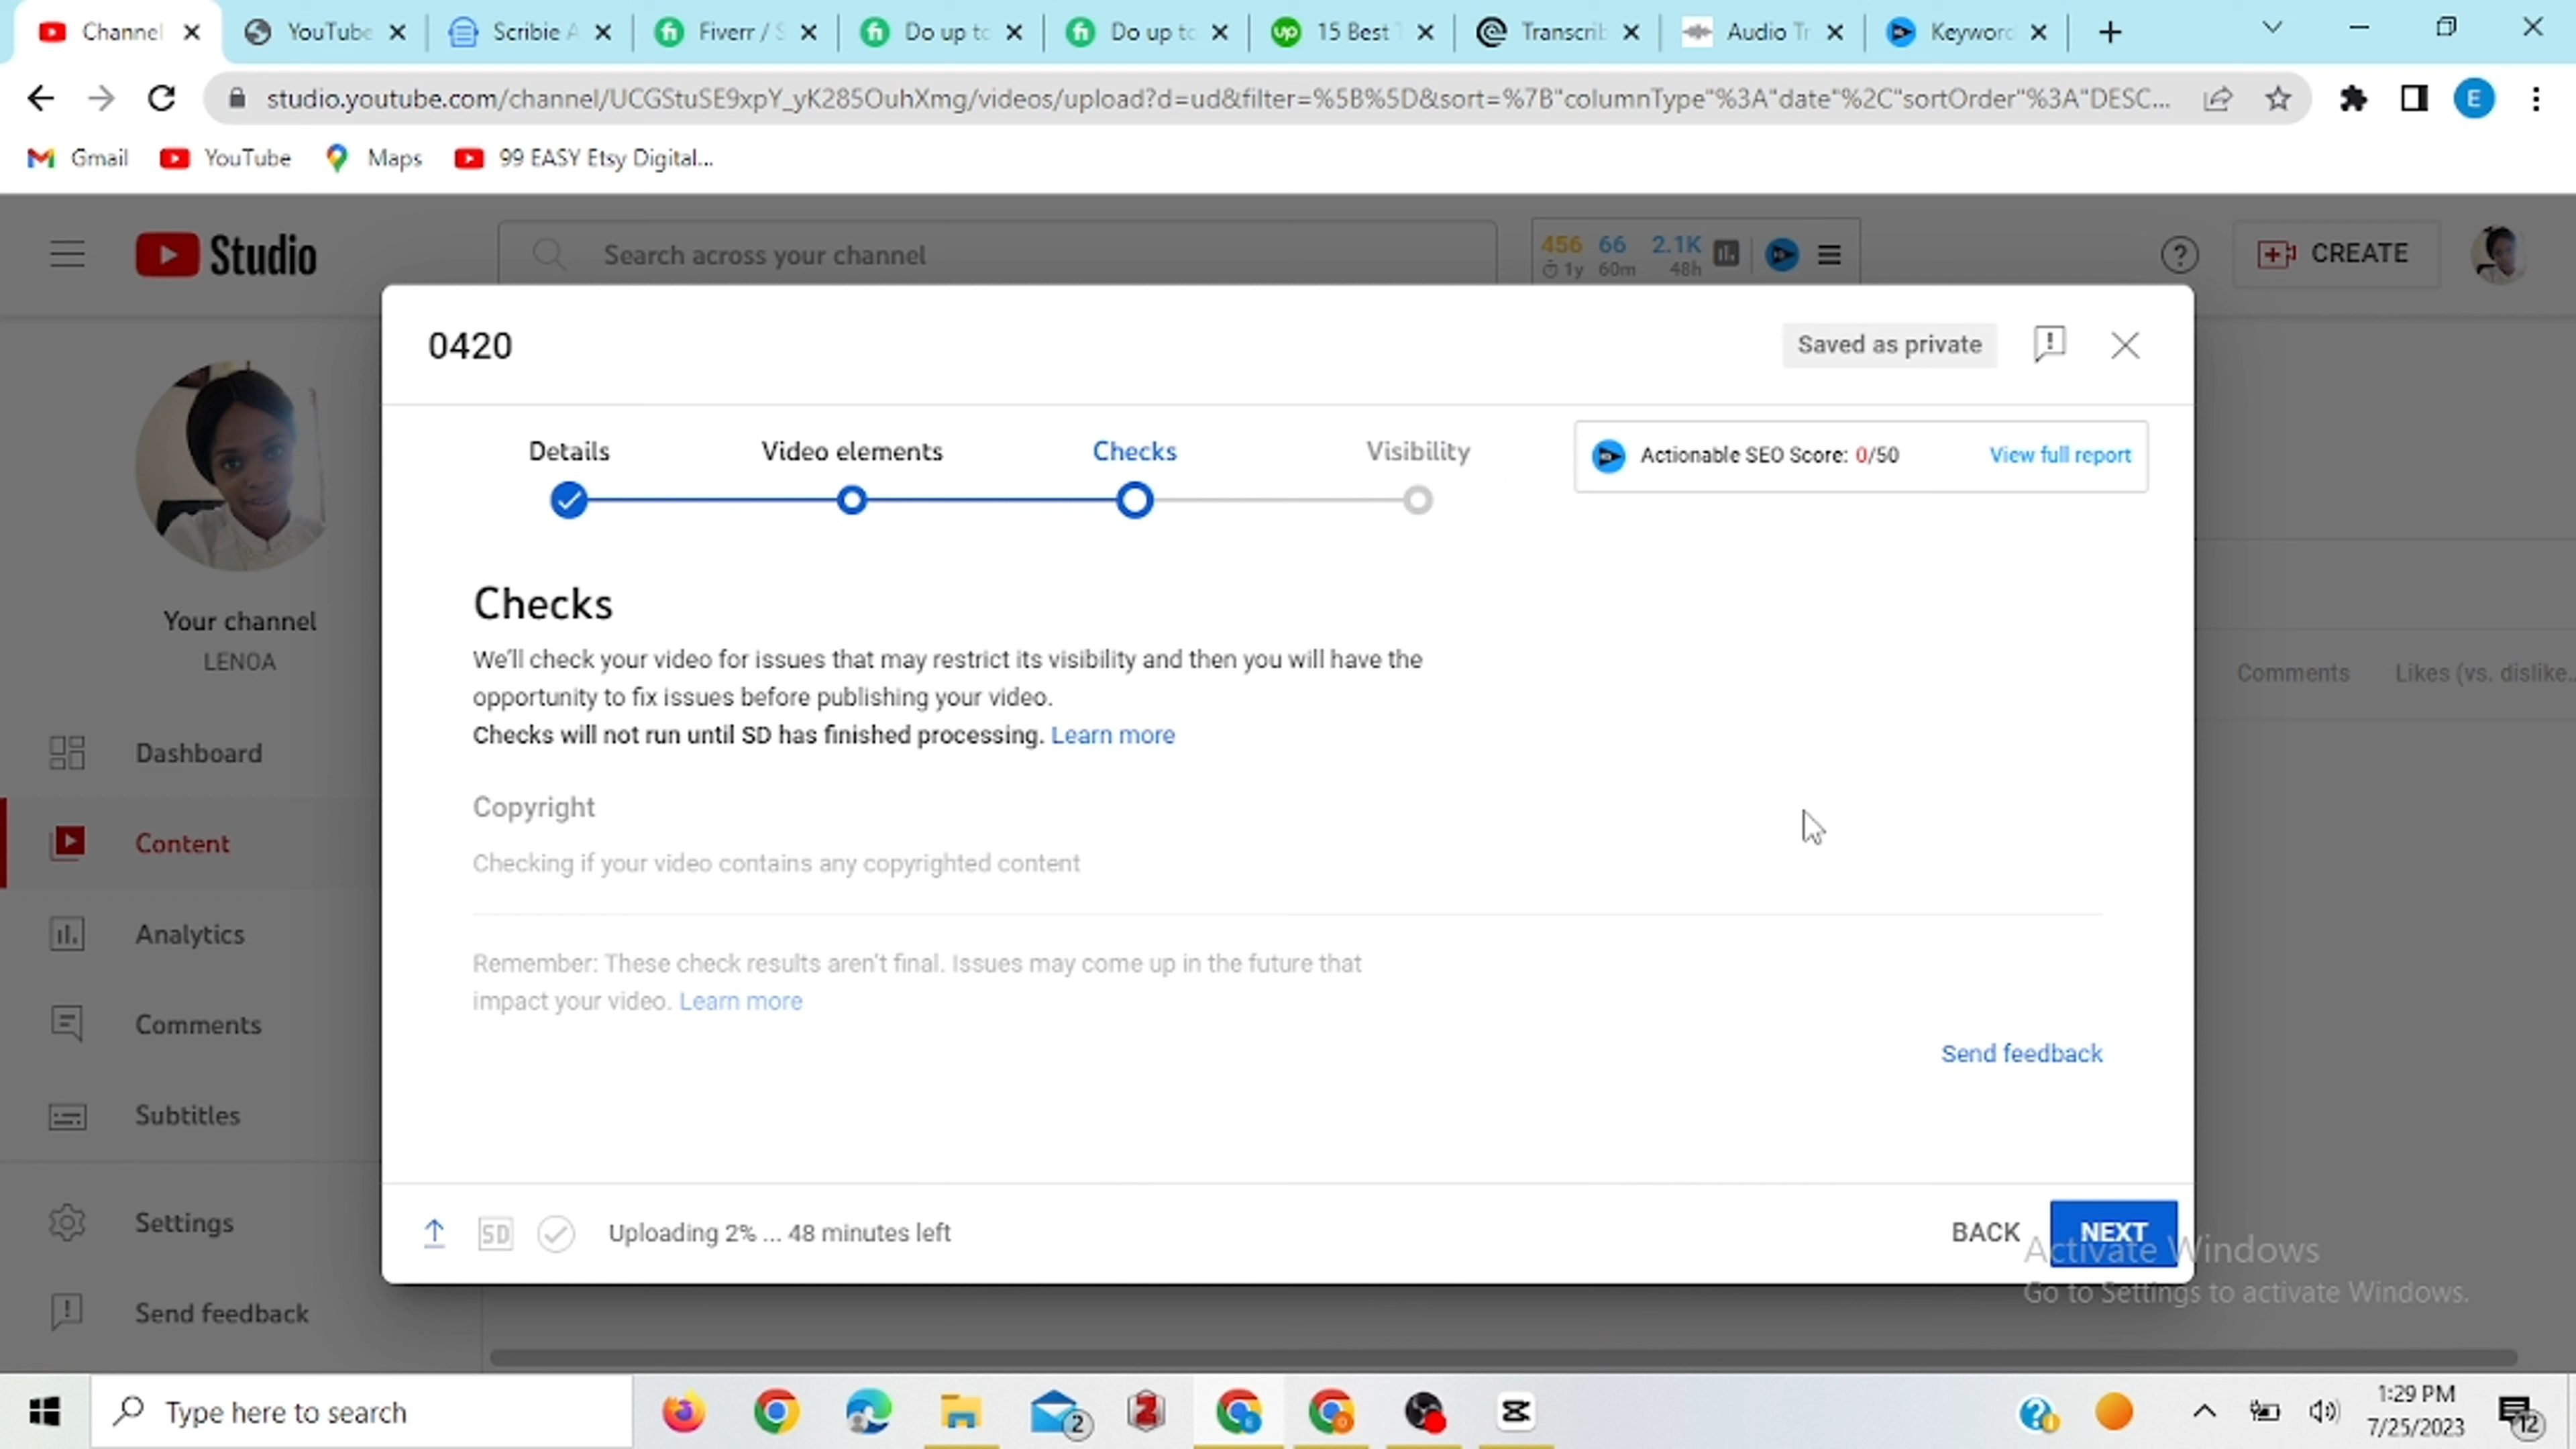 Channel
YouTube
Scribie A
Fiverr / S
Do up to
Do up to
15 Best T
Transcrib
Audio Tr
Keyword
studio.youtube.com/channel/UCGStuSE9xpY_yK285OuhXmg/videos/upload?d=ud&filter=%5B%5D&sort=%7B"columnType"%3A"date"%2C"sortOrder"%3A"DESC...
E
Gmail
YouTube
Maps
99 EASY Etsy Digital...
Studio
Search across your channel
456 66 2.1K
1y 60m 48h
CREATE
0420
Saved as private
Details
Video elements
Checks
Visibility
Actionable SEO Score: 0/50
View full report
Checks
We'll check your video for issues that may restrict its visibility and then you will have the
opportunity to fix issues before publishing your video.
Checks will not run until SD has finished processing. Learn more
Copyright
Checking if your video contains any copyrighted content
Remember: These check results aren't final. Issues may come up in the future that
impact your video. Learn more
Send feedback
SD
Uploading 2% ... 48 minutes left
BACK
NEXT
Your channel
LENOA
Dashboard
Content
Analytics
Comments
Subtitles
Settings
Send feedback
Comments
Likes (vs. dislike...
Activate Windows
Go to Settings to activate Windows.
Type here to search
2
1:29 PM
7/25/2023
12